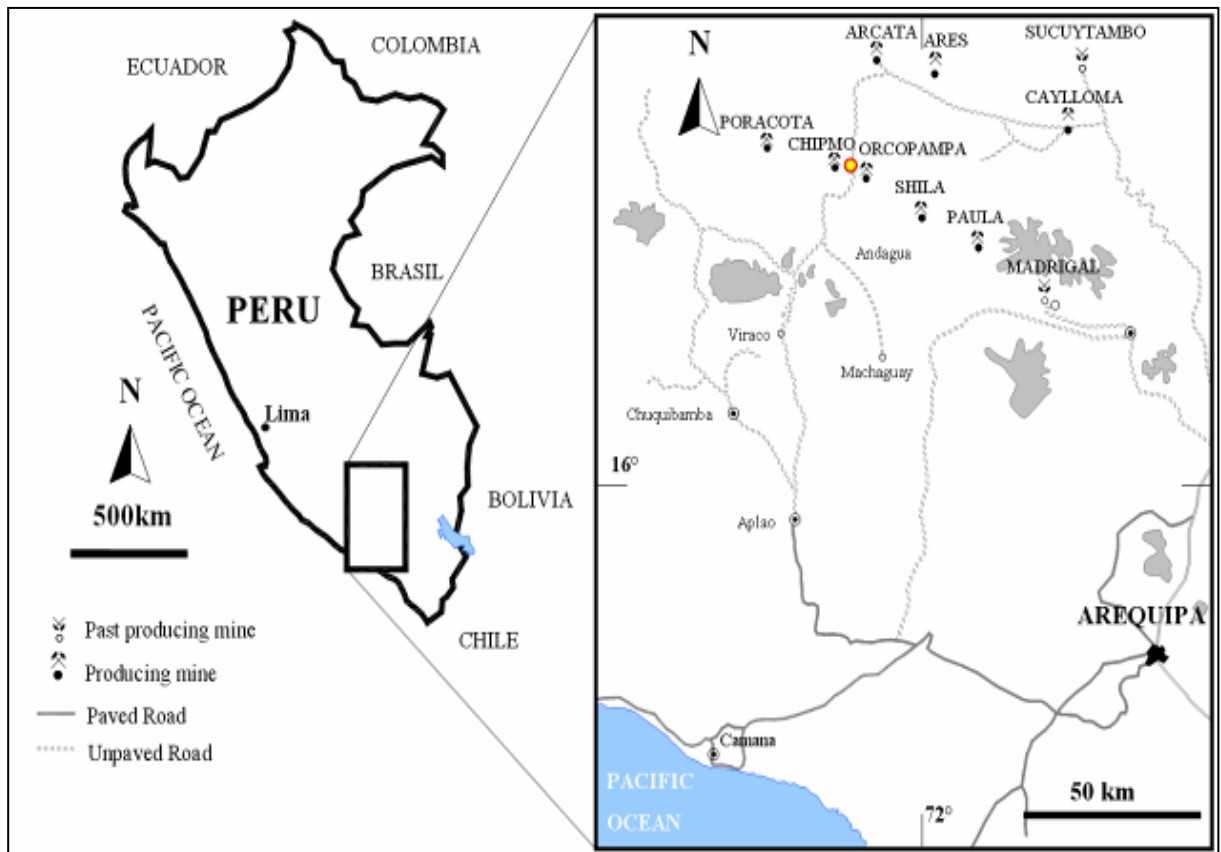 COLOMBIA
ECUADOR
BRASIL
PERU
PACIFIC OCEAN
N
Lima
500km
BOLIVIA
CHILE
Past producing mine
Producing mine
Paved Road
Unpaved Road
N
ARCATA
ARES
SUCUYTAMBO
CAYLLOMA
PORACOTA
CHIPMO
ORCOPAMPA
SHILA
PAULA
Andagua
MADRIGAL
Viraco
Machaguay
Chuquibamba
16°
Aplao
AREQUIPA
Camana
PACIFIC
OCEAN
72°
50 km